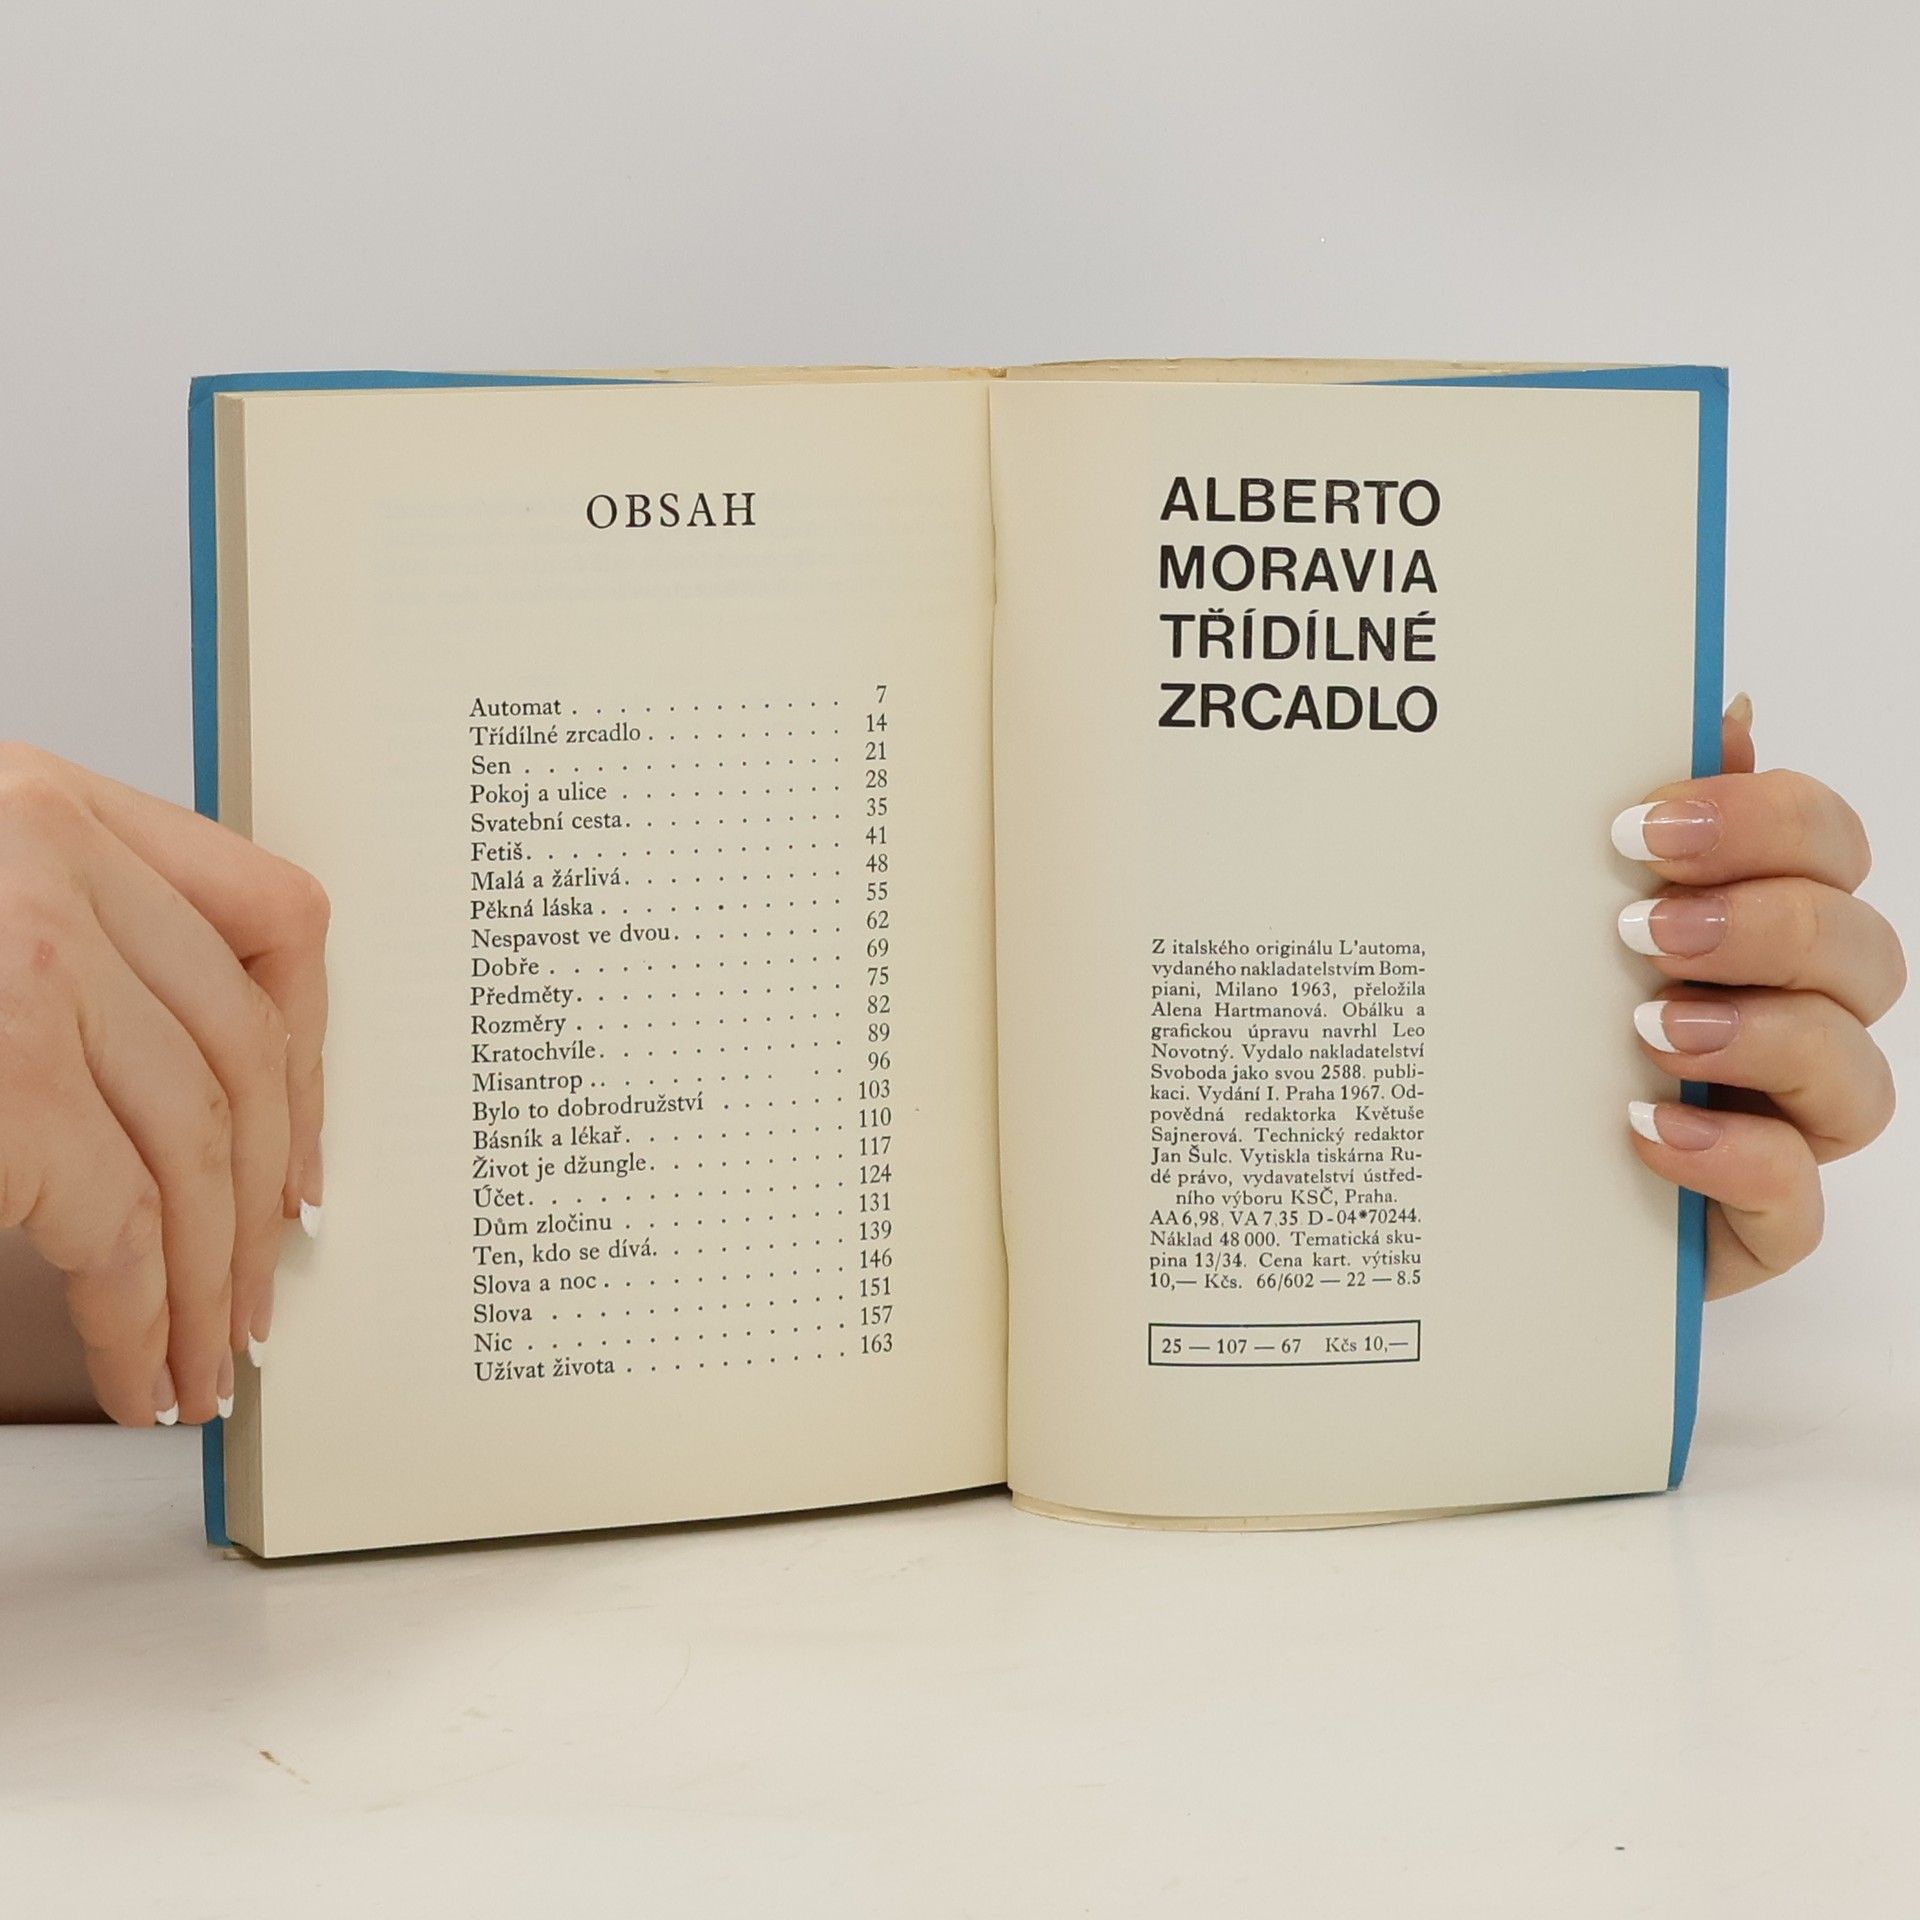 OBSAH
Automat . . . . . . . . . . . . 7
Třídílné zrcadlo . . . . . . . . . 14
Sen . . . . . . . . . . . . . . 21
Pokoj a ulice . . . . . . . . . . 28
Svatební cesta. . . . . . . . . . 35
Fetiš. . . . . . . . . . . . . . 41
Malá a žárlivá. . . . . . . . . . 48
Pěkná láska . . . . . . . . . . . 55
Nespavost ve dvou. . . . . . . . 62
Dobře . . . . . . . . . . . . . 69
Předměty. . . . . . . . . . . . 75
Rozměry . . . . . . . . . . . . 82
Kratochvíle. . . . . . . . . . . 89
Misantrop . . . . . . . . . . 96
Bylo to dobrodružství . . . . . . 103
Básník a lékař. . . . . . . . . . 110
Život je džungle. . . . . . . . . 117
Účet. . . . . . . . . . . . . . 124
Dům zločinu . . . . . . . . . . 131
Ten, kdo se dívá. . . . . . . . . 139
Slova a noc . . . . . . . . . . . 146
Slova . . . . . . . . . . . . . 151
Nic . . . . . . . . . . . . . . 157
Užívat života . . . . . . . . . . 163
ALBERTO
MORAVIA
TŘÍDÍLNÉ
ZRCADLO
Z italského originálu L'automa,
vydaného nakladatelstvím Bom-
piani, Milano 1963, přeložila
Alena Hartmanová. Obálku a
grafickou úpravu navrhl Leo
Novotný. Vydalo nakladatelství
Svoboda jako svou 2588. publi-
kaci. Vydání I. Praha 1967. Od-
povědná redaktorka Květuše
Sajnerová. Technický redaktor
Jan Šulc. Vytiskla tiskárna Ru-
dé právo, vydavatelství ústřed-
ního výboru KSČ, Praha.
AA 6,98. VA 7,35. D-04*70244.
Náklad 48 000. Tematická sku-
pina 13/34. Cena kart. výtisku
10,— Kčs. 66/602 — 22 — 8.5
25 — 107 — 67 Kčs 10,—